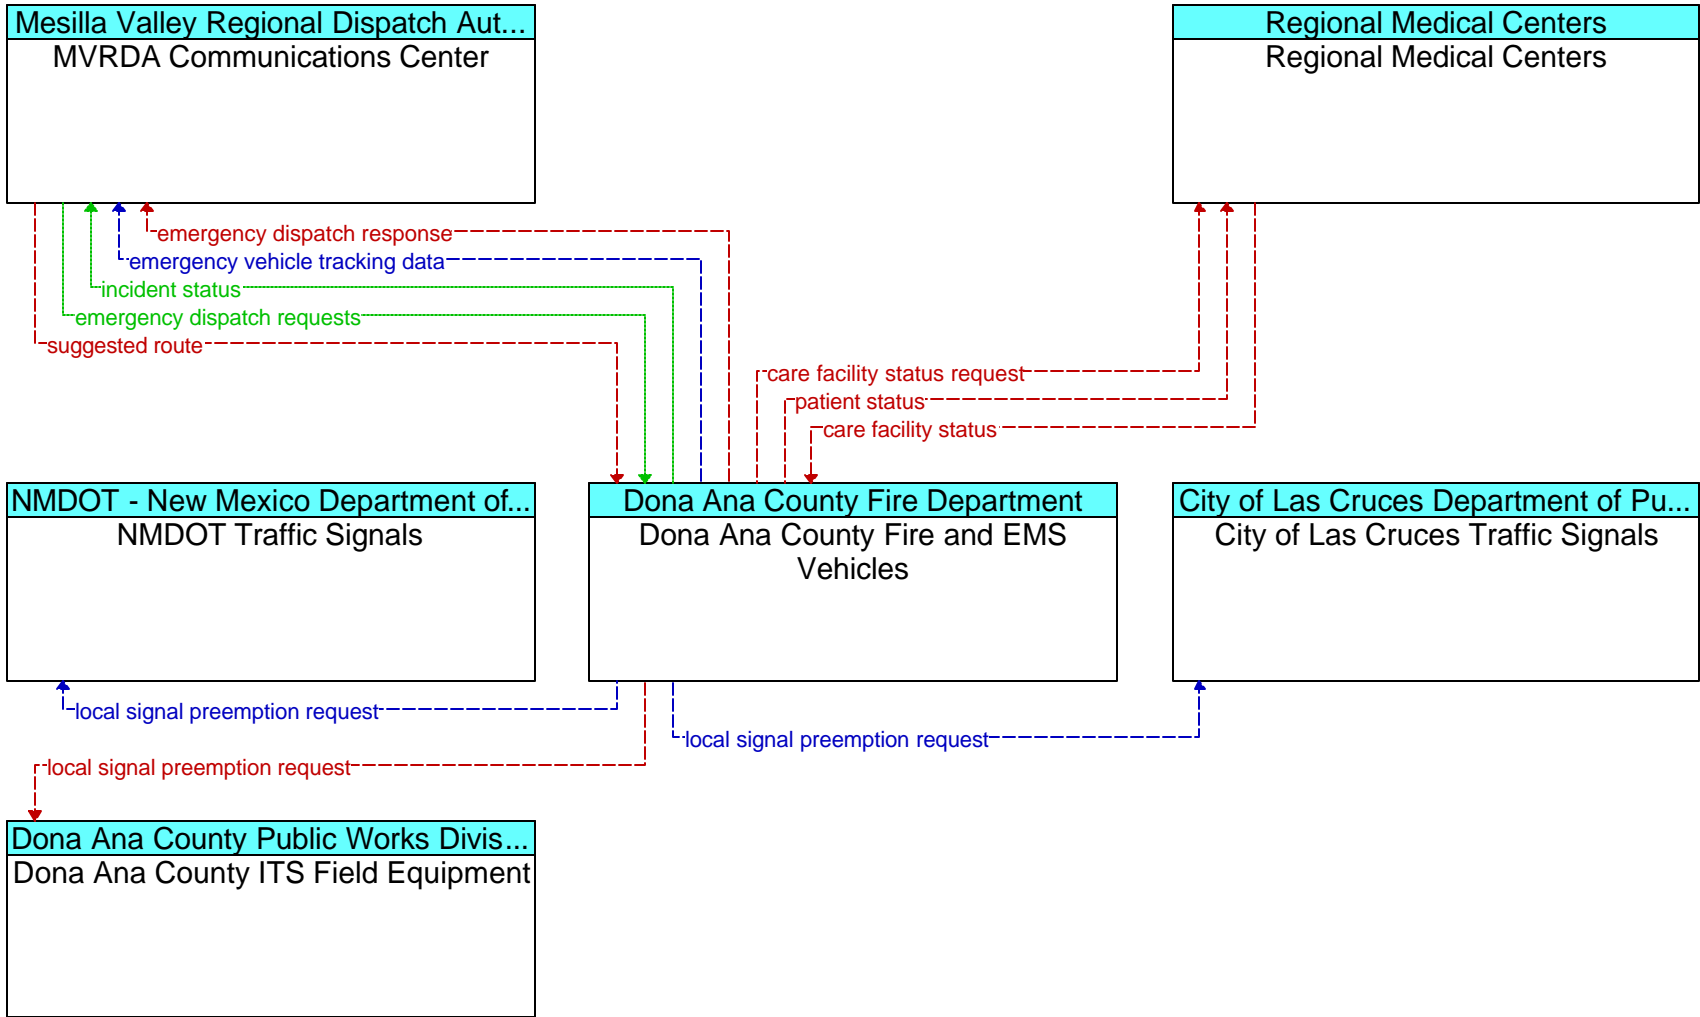 Mesilla Valley Regional Dispatch Aut...
MVRDA Communications Center
Regional Medical Centers
Regional Medical Centers
emergency dispatch response
emergency vehicle tracking data
incident status
emergency dispatch requests
suggested route
care facility status request
patient status
care facility status
NMDOT - New Mexico Department of...
NMDOT Traffic Signals
Dona Ana County Fire Department
Dona Ana County Fire and EMS
Vehicles
City of Las Cruces Department of Pu...
City of Las Cruces Traffic Signals
local signal preemption request
local signal preemption request
local signal preemption request
Dona Ana County Public Works Divis...
Dona Ana County ITS Field Equipment